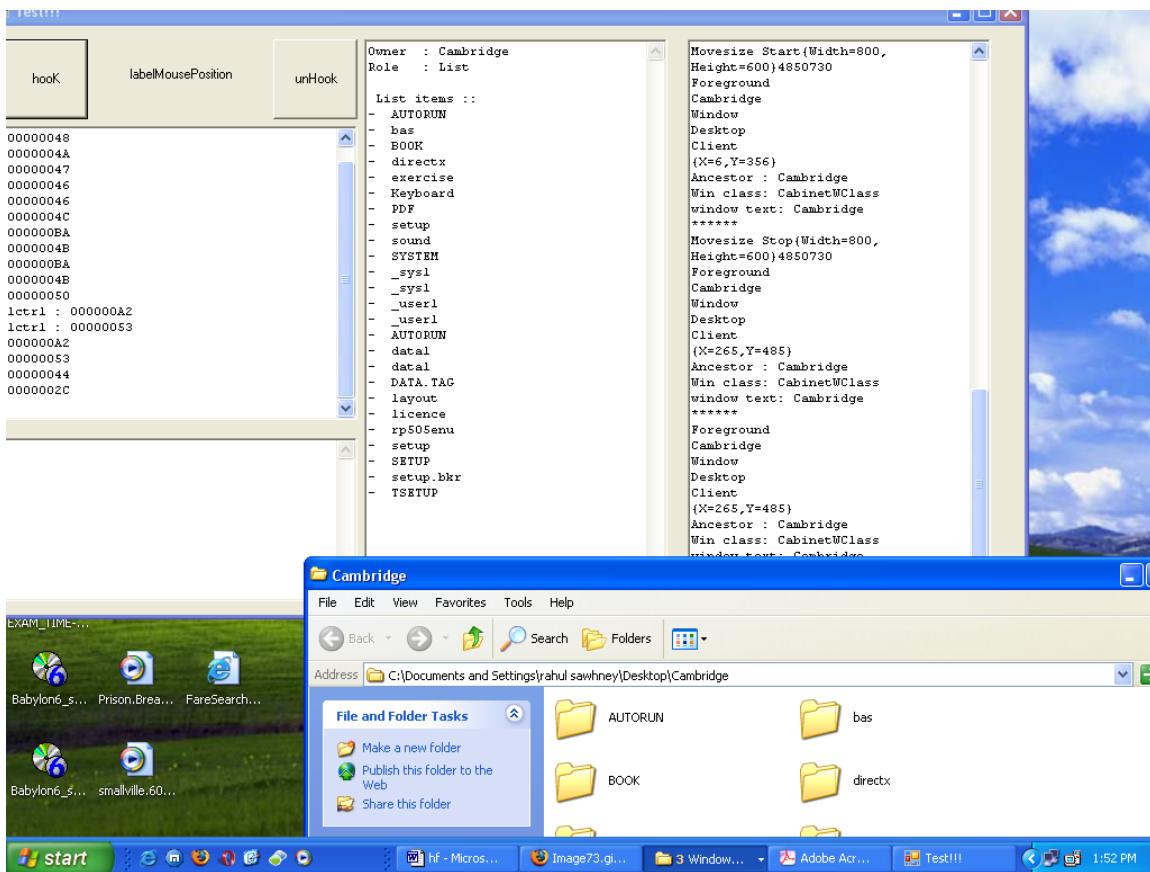 Test!!!
hooK
labelMousePosition
unHook
00000048
0000004A
00000047
00000046
00000046
0000004C
000000BA
0000004B
000000BA
0000004B
00000050
lctrl : 000000A2
lctrl : 00000053
000000A2
00000053
00000044
0000002C
Owner : Cambridge
Role : List
List items ::
- AUTORUN
- bas
- BOOK
- directx
- exercise
- Keyboard
- PDF
- setup
- sound
- SYSTEM
- _sys1
- _sys1
- _user1
- _user1
- AUTORUN
- data1
- data1
- DATA.TAG
- layout
- licence
- rp505enu
- setup
- SETUP
- setup.bkr
- TSETUP
Movesize Start{Width=800,
Height=600}4850730
Foreground
Cambridge
Window
Desktop
Client
{X=6,Y=356}
Ancestor : Cambridge
Win class: CabinetWClass
window text: Cambridge
******
Movesize Stop{Width=800,
Height=600}4850730
Foreground
Cambridge
Window
Desktop
Client
{X=265,Y=485}
Ancestor : Cambridge
Win class: CabinetWClass
window text: Cambridge
******
Foreground
Cambridge
Window
Desktop
Client
{X=265,Y=485}
Ancestor : Cambridge
Win class: CabinetWClass
window text: Cambridge
Cambridge
File Edit View Favorites Tools Help
Back Search Folders
Address C:\Documents and Settings\rahul sawhney\Desktop\Cambridge
File and Folder Tasks
Make a new folder
Publish this folder to the
Web
Share this folder
AUTORUN bas
BOOK directx
EXAM_TIME-...
Babylon6_s... Prison.Brea... FareSearch...
Babylon6_s... smallville.60...
start hf - Micros... Image73.gi... 3 Window... Adobe Acr... Test!!! 1:52 PM